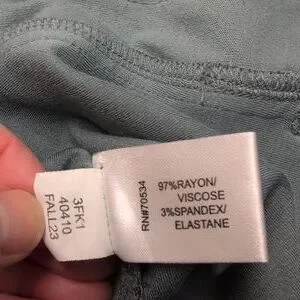 3FK1
40410
FALL23
RN#70534
97%RAYON/
VISCOSE
3%SPANDEX/
ELASTANE